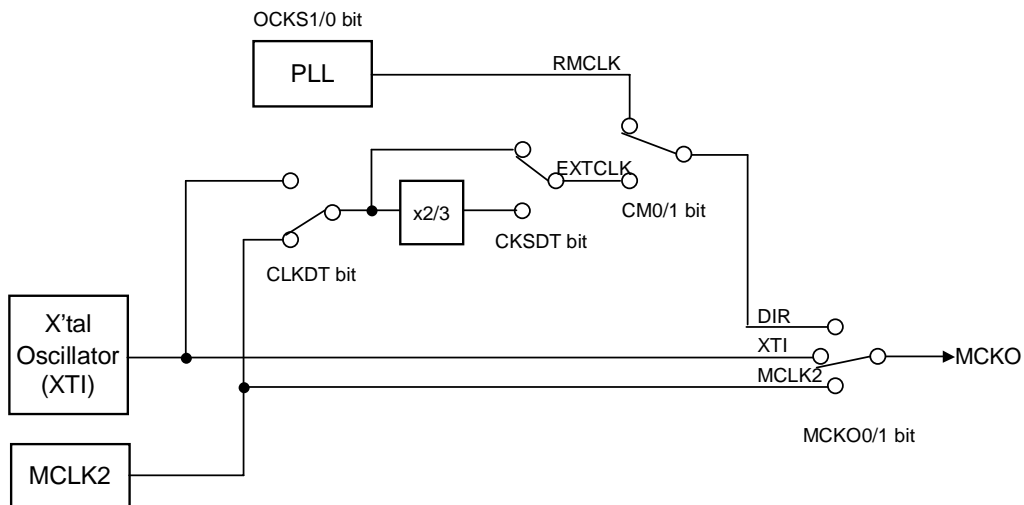 OCKS1/0 bit
PLL
RMCLK
EXTCLK
CM0/1 bit
x2/3
CKSDT bit
CLKDT bit
X'tal
Oscillator
(XTI)
DIR
XTI
MCKO
MCLK2
MCKO0/1 bit
MCLK2